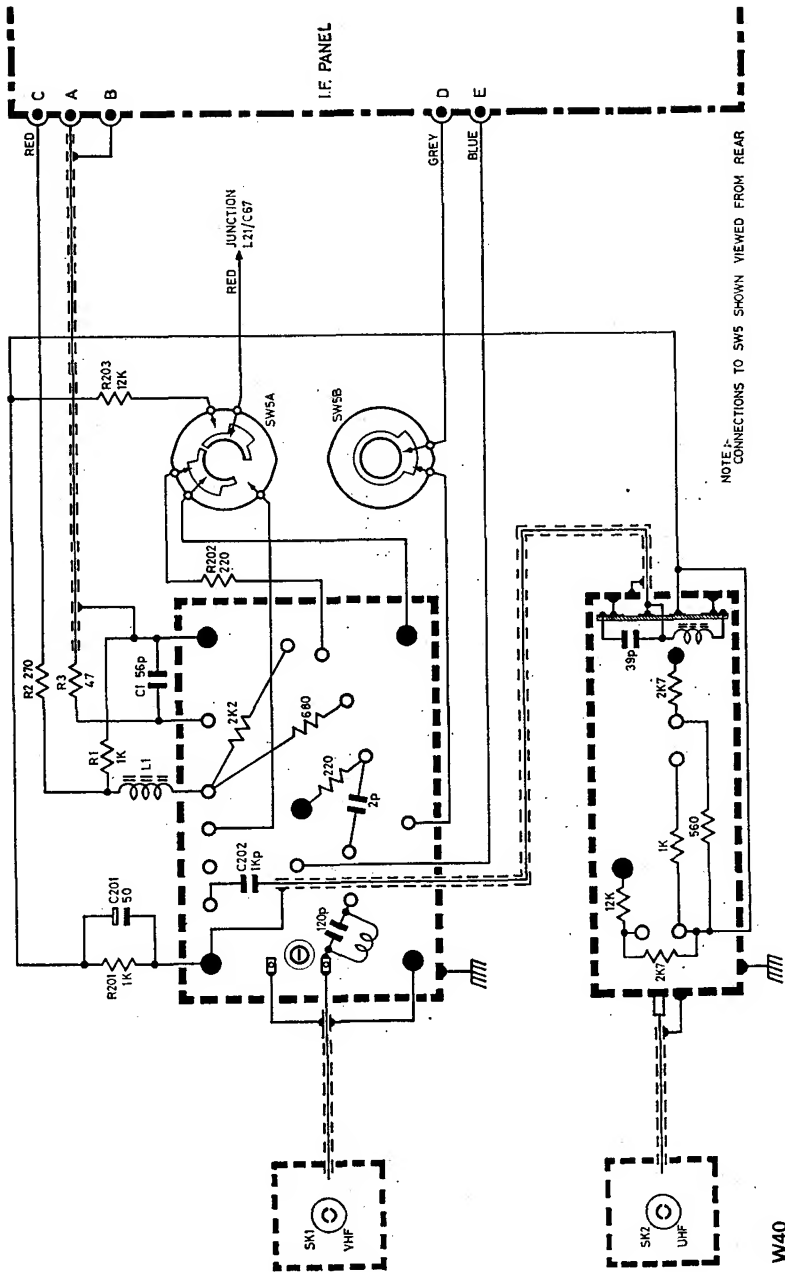 I.F. PANEL
RED
C
A
B
GREY
D
BLUE
E
RED
JUNCTION
L21/C67
R203
12K
SW5A
SW5B
R202
220
R2 270
R3
47
C1 56p
R1
1K
L1
2K2
680
220
2p
C202
1Kp
120p
C201
50
R201
1K
SK1
VHF
SK2
UHF
39p
2K7
1K
560
12K
2K7
NOTE:-
CONNECTIONS TO SW5 SHOWN VIEWED FROM REAR
W40